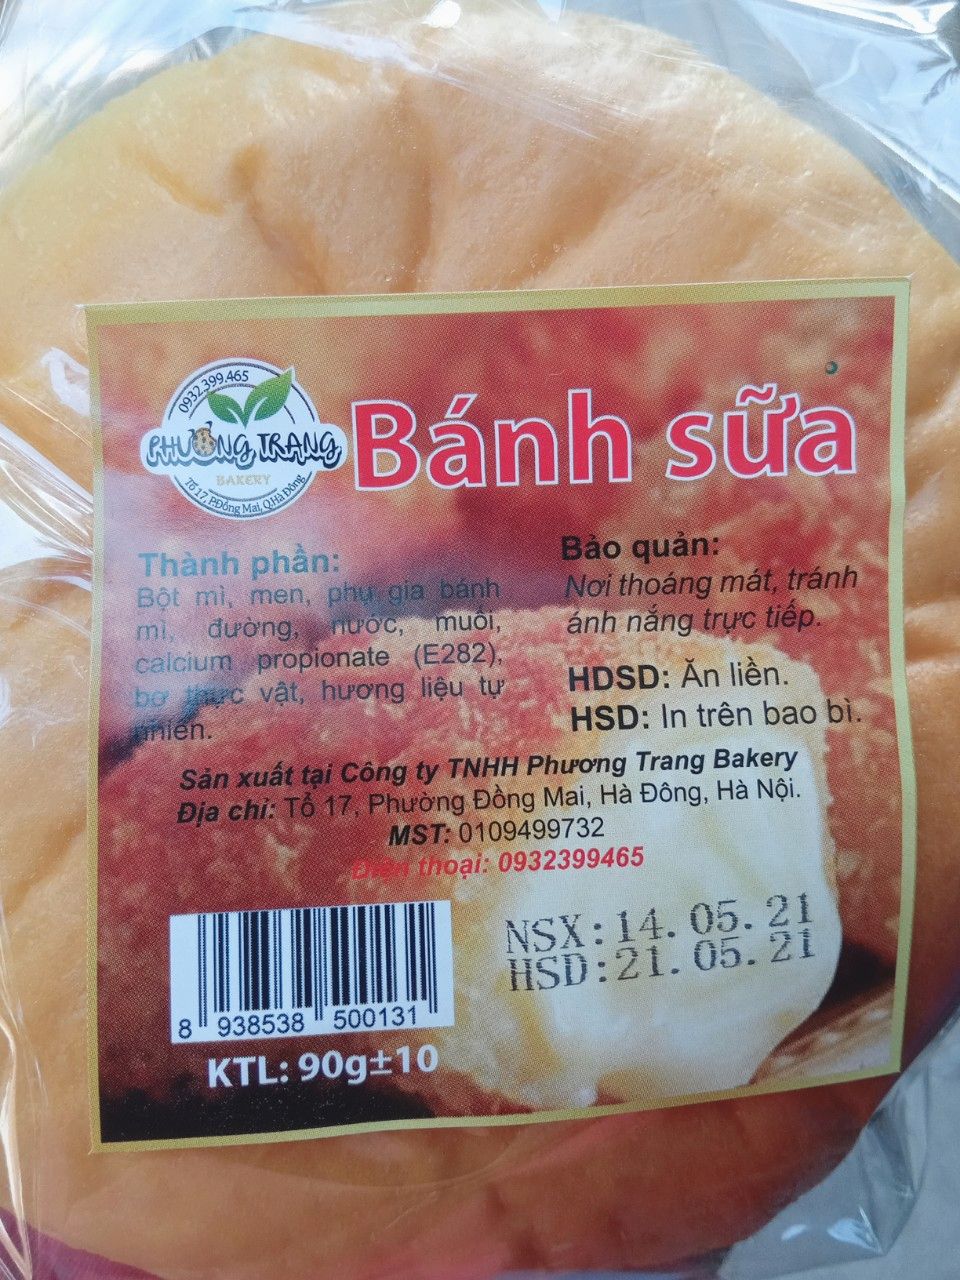 0932.399.465
PHƯƠNG TRANG
BAKERY
Tổ 17, P.Đồng Mai, Q.Hà Đông
Bánh sữa
Thành phần:
Bột mì, men, phụ gia bánh
mì, đường, nước, muối,
calcium propionate (E282),
bơ thực vật, hương liệu tự
nhiên.
Bảo quản:
Nơi thoáng mát, tránh
ánh nắng trực tiếp.
HDSD: Ăn liền.
HSD: In trên bao bì.
Sản xuất tại Công ty TNHH Phương Trang Bakery
Địa chỉ: Tổ 17, Phường Đồng Mai, Hà Đông, Hà Nội.
MST: 0109499732
Điện thoại: 0932399465
NSX:14.05.21
HSD:21.05.21
8 938538 500131
KTL: 90g±10